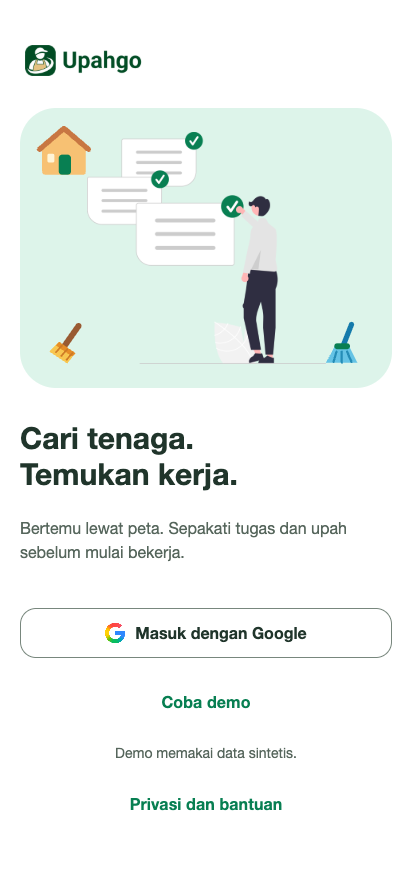 Upahgo
Cari tenaga.
Temukan kerja.
Bertemu lewat peta. Sepakati tugas dan upah
sebelum mulai bekerja.
Masuk dengan Google
Coba demo
Demo memakai data sintetis.
Privasi dan bantuan